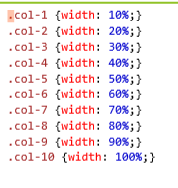 .col-1 {width: 10%;}
.col-2 {width: 20%;}
.col-3 {width: 30%;}
.col-4 {width: 40%;}
.col-5 {width: 50%;}
.col-6 {width: 60%;}
.col-7 {width: 70%;}
.col-8 {width: 80%;}
.col-9 {width: 90%;}
.col-10 {width: 100%;}